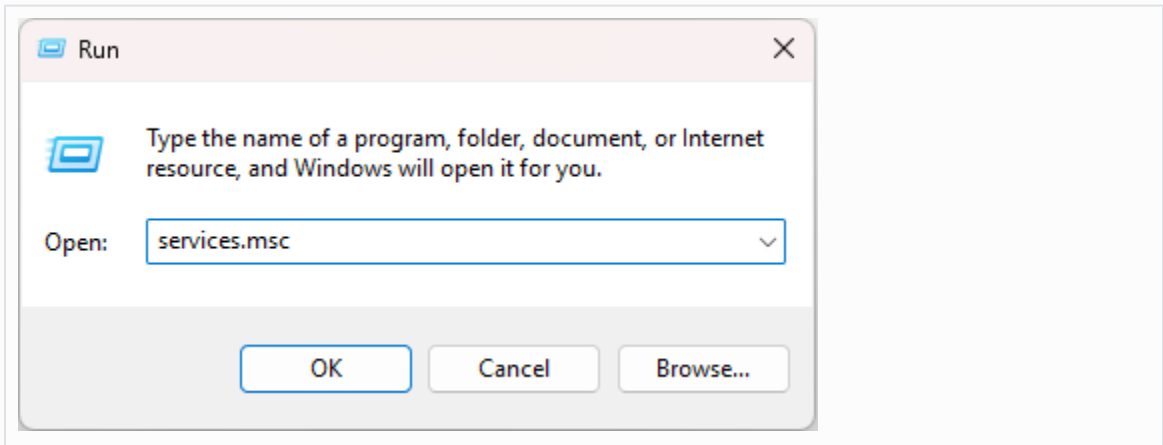 Run
Type the name of a program, folder, document, or Internet
resource, and Windows will open it for you.
Open: services.msc
OK Cancel Browse...